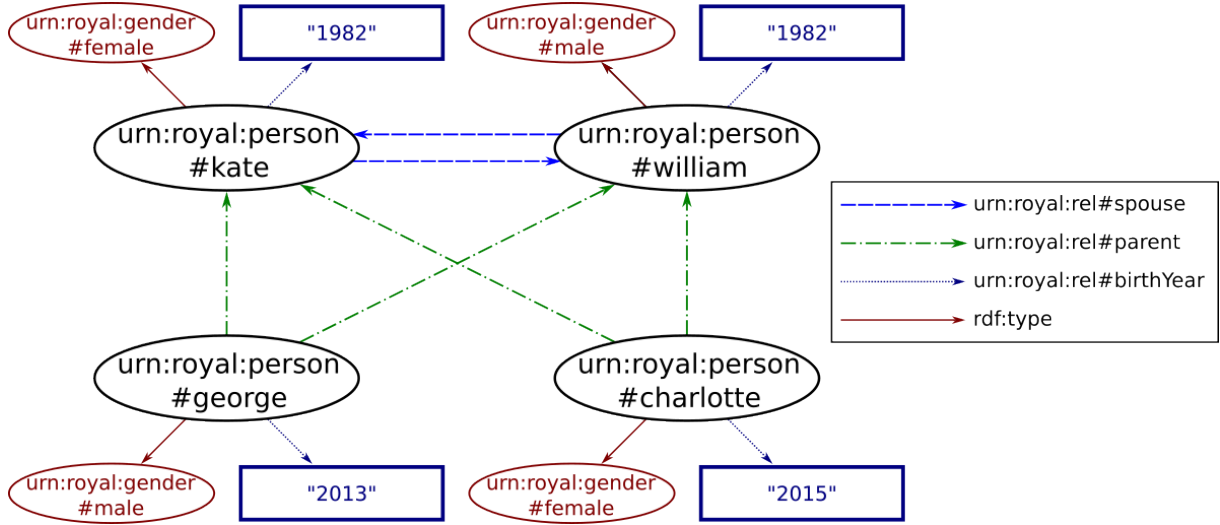 urn:royal:gender
#female
"1982"
urn:royal:gender
#male
"1982"
urn:royal:person
#kate
urn:royal:person
#william
urn:royal:rel#spouse
urn:royal:rel#parent
urn:royal:rel#birthYear
rdf:type
urn:royal:person
#george
urn:royal:person
#charlotte
urn:royal:gender
#male
"2013"
urn:royal:gender
#female
"2015"